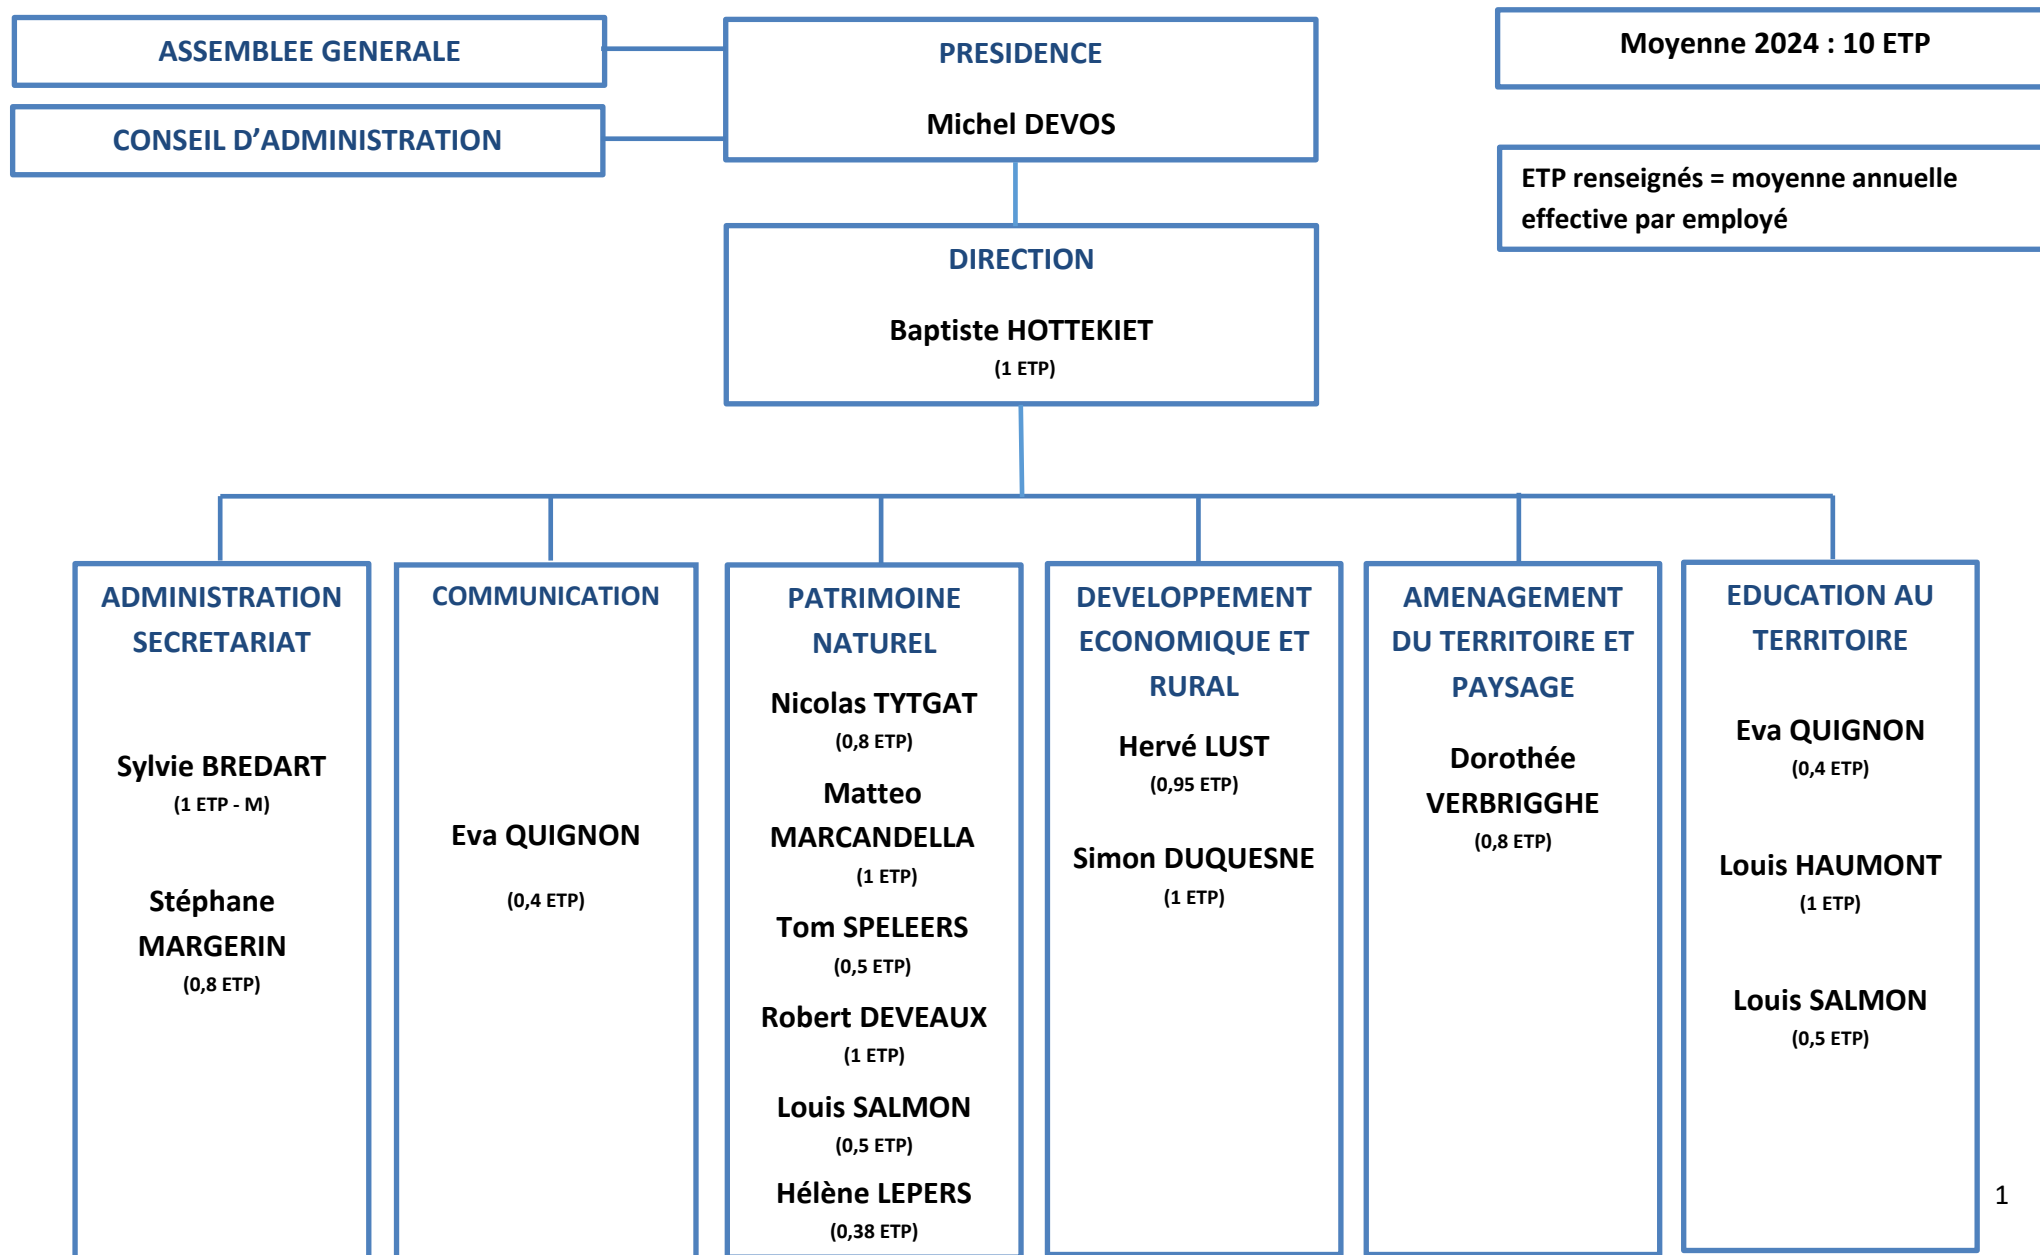 ASSEMBLEE GENERALE
CONSEIL D’ADMINISTRATION
PRESIDENCE
Michel DEVOS
Moyenne 2024 : 10 ETP
ETP renseignés = moyenne annuelle
effective par employé
DIRECTION
Baptiste HOTTEKIET
(1 ETP)
ADMINISTRATION
SECRETARIAT
Sylvie BREDART
(1 ETP - M)
Stéphane
MARGERIN
(0,8 ETP)
COMMUNICATION
Eva QUIGNON
(0,4 ETP)
PATRIMOINE
NATUREL
Nicolas TYTGAT
(0,8 ETP)
Matteo
MARCANDELLA
(1 ETP)
Tom SPELEERS
(0,5 ETP)
Robert DEVEAUX
(1 ETP)
Louis SALMON
(0,5 ETP)
Hélène LEPERS
(0,38 ETP)
DEVELOPPEMENT
ECONOMIQUE ET
RURAL
Hervé LUST
(0,95 ETP)
Simon DUQUESNE
(1 ETP)
AMENAGEMENT
DU TERRITOIRE ET
PAYSAGE
Dorothée
VERBRIGGHE
(0,8 ETP)
EDUCATION AU
TERRITOIRE
Eva QUIGNON
(0,4 ETP)
Louis HAUMONT
(1 ETP)
Louis SALMON
(0,5 ETP)
1